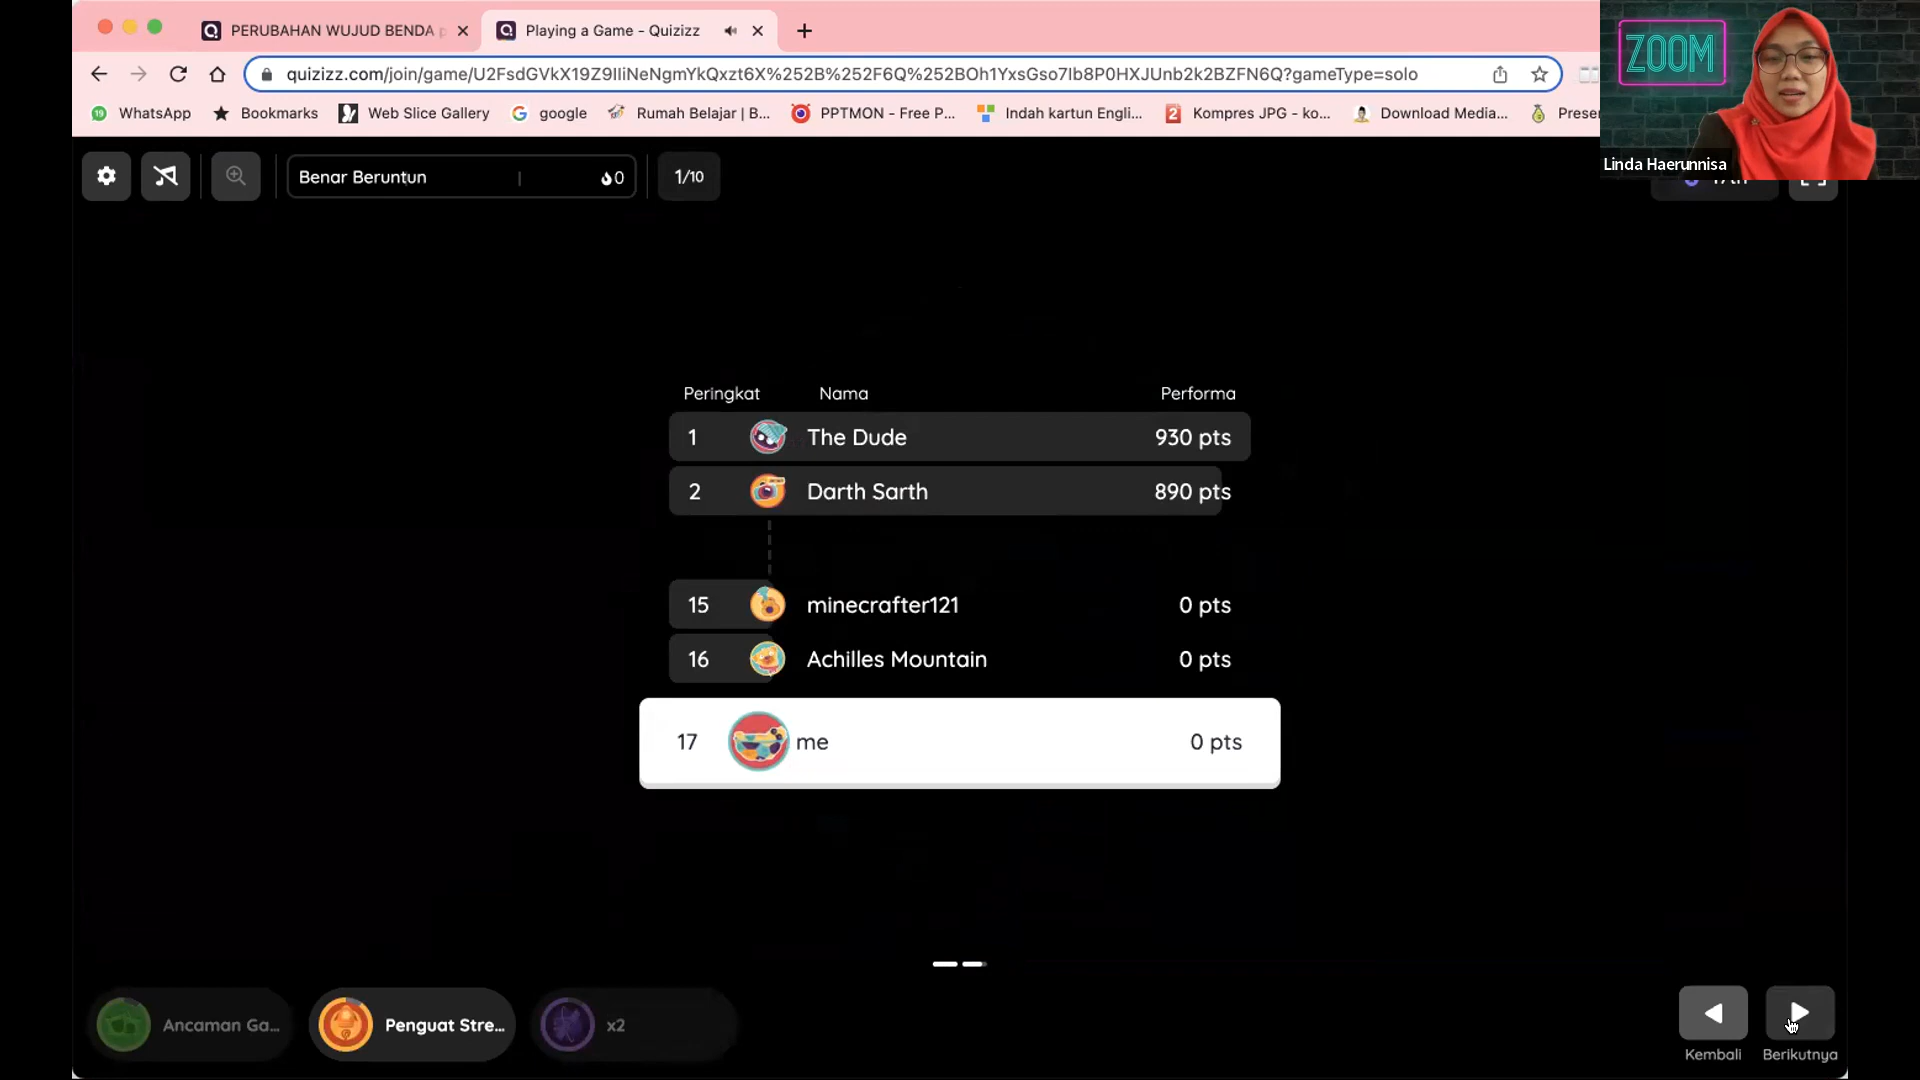 PERUBAHAN WUJUD BENDA
Playing a Game - Quizizz
quizizz.com/join/game/U2FsdGVkX19Z9IIiNeNgmYkQxzt6X%252B%252F6Q%252BOh1YxsGso7Ib8P0HXJUnb2k2BZFN6Q?gameType=solo
WhatsApp
Bookmarks
Web Slice Gallery
google
Rumah Belajar | B...
PPTMON - Free P...
Indah kartun Engli...
Kompres JPG - ko...
Download Media...
ZOOM
Linda Haerunnisa
Benar Beruntun
0
1/10
Peringkat Nama Performa
1 The Dude 930 pts
2 Darth Sarth 890 pts
15 minecrafter121 0 pts
16 Achilles Mountain 0 pts
17 me 0 pts
Ancaman Ga...
Penguat Stre...
x2
Kembali
Berikutnya